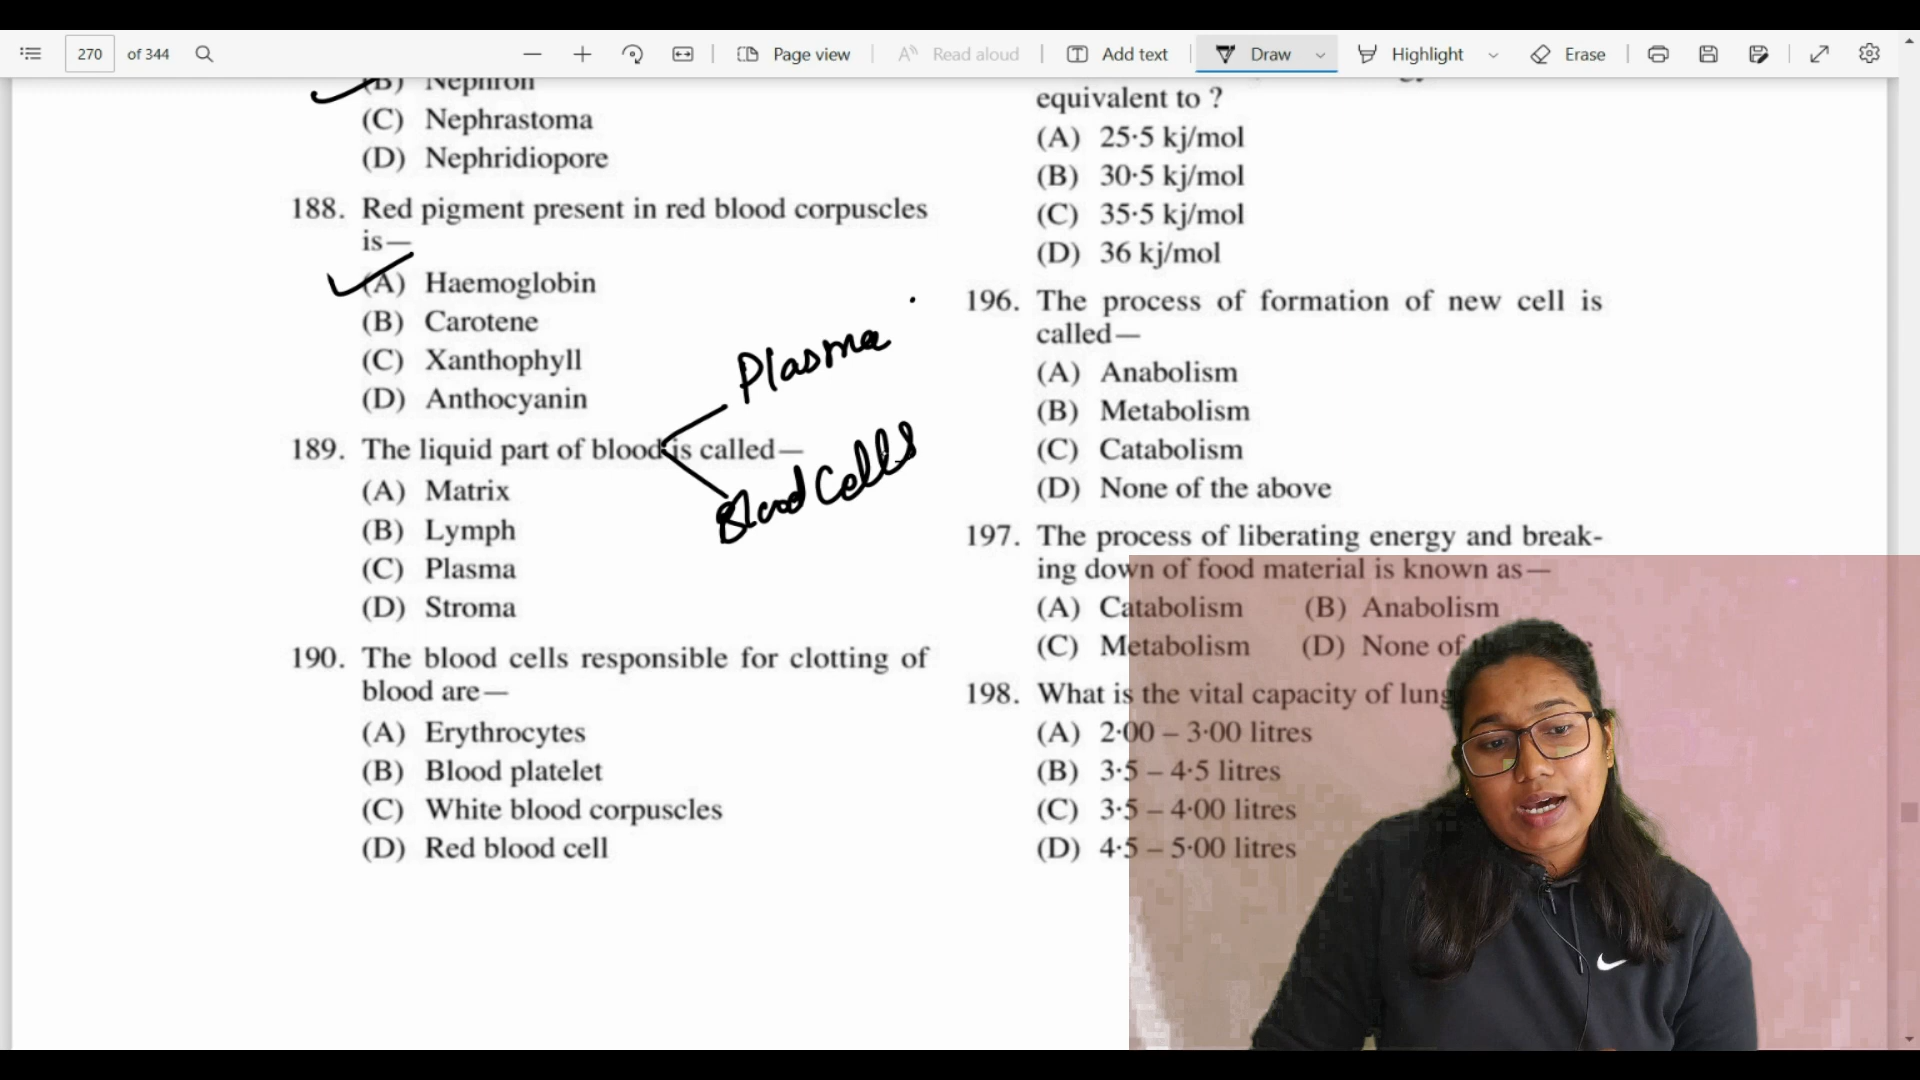 270 of 344
Page view
Read aloud
Add text
Draw
Highlight
Erase
(B) Nephron
(C) Nephrastoma
(D) Nephridiopore
188. Red pigment present in red blood corpuscles
is—
(A) Haemoglobin
(B) Carotene
(C) Xanthophyll
(D) Anthocyanin
189. The liquid part of blood is called—
(A) Matrix
(B) Lymph
(C) Plasma
(D) Stroma
Plasma
Blood Cells
190. The blood cells responsible for clotting of
blood are—
(A) Erythrocytes
(B) Blood platelet
(C) White blood corpuscles
(D) Red blood cell
equivalent to ?
(A) 25·5 kj/mol
(B) 30·5 kj/mol
(C) 35·5 kj/mol
(D) 36 kj/mol
196. The process of formation of new cell is
called—
(A) Anabolism
(B) Metabolism
(C) Catabolism
(D) None of the above
197. The process of liberating energy and break-
ing down of food material is known as—
(A) Catabolism (B) Anabolism
(C) Metabolism (D) None of
198. What is the vital capacity of lung
(A) 2·00 – 3·00 litres
(B) 3·5 – 4·5 litres
(C) 3·5 – 4·00 litres
(D) 4·5 – 5·00 litres